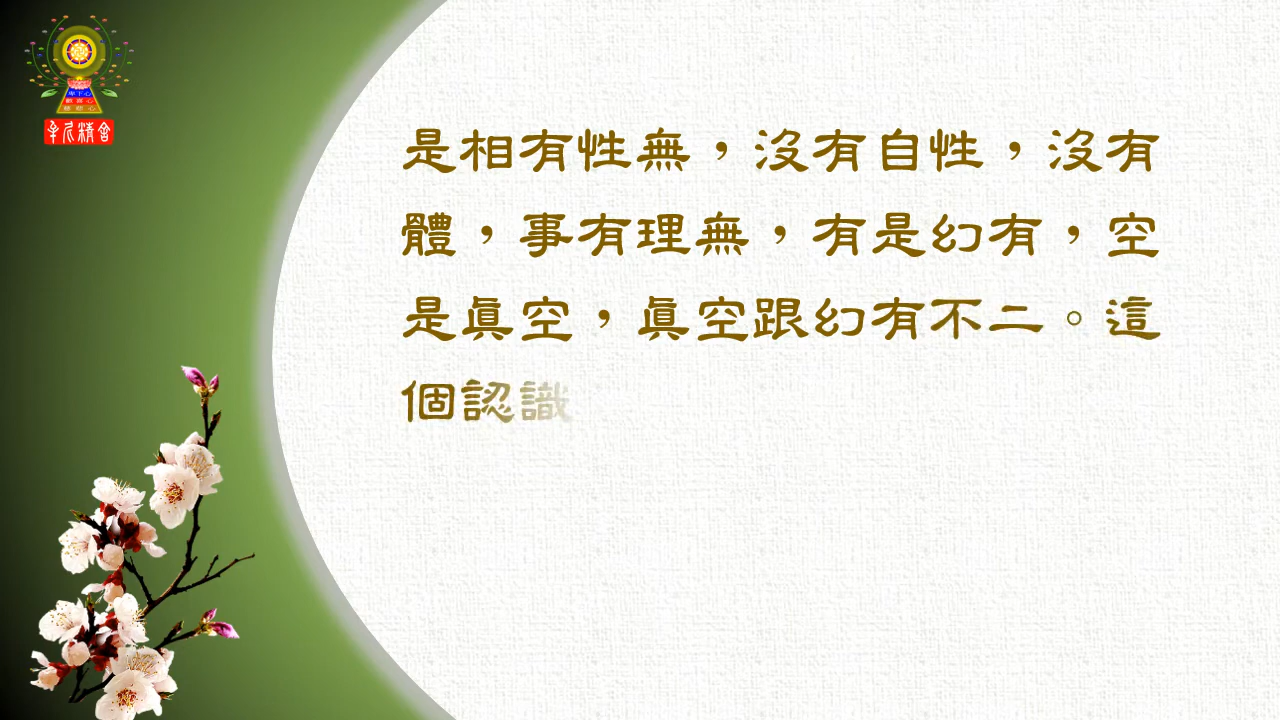 是相有性無，沒有自性，沒有
體，事有理無，有是幻有，空
是真空，真空跟幻有不二。這
個認識